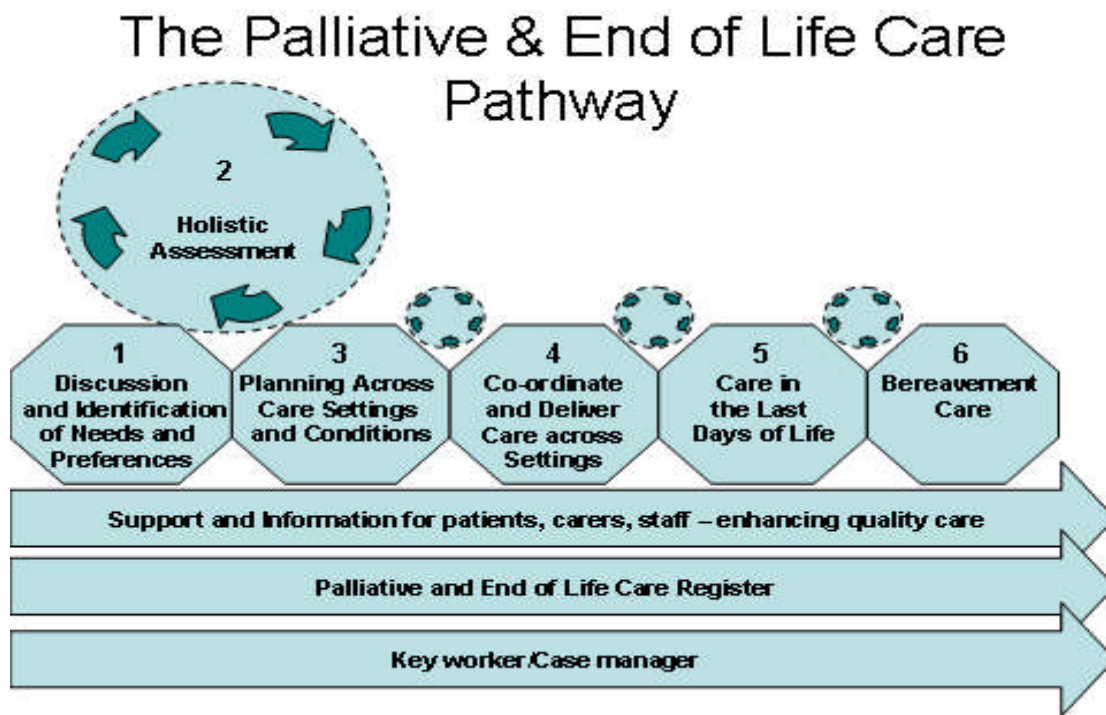 The Palliative & End of Life Care
Pathway
2
Holistic
Assessment
1
Discussion
and Identification
of Needs and
Preferences
3
Planning Across
Care Settings
and Conditions
4
Co-ordinate
and Deliver
Care across
Settings
5
Care in
the Last
Days of Life
6
Bereavement
Care
Support and Information for patients, carers, staff – enhancing quality care
Palliative and End of Life Care Register
Key worker/Case manager